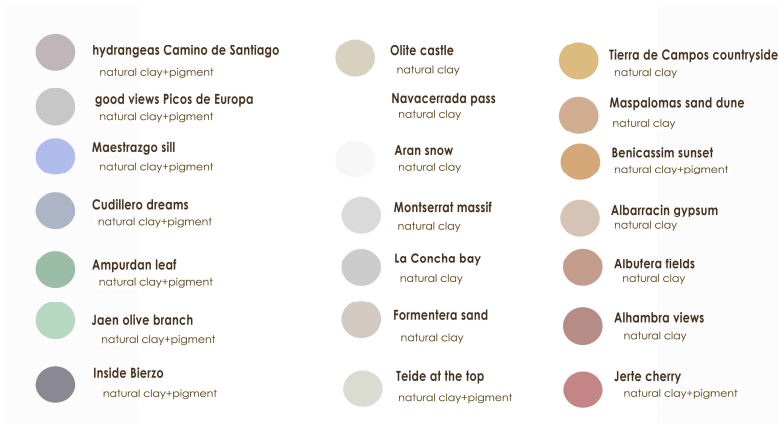 hydrangeas Camino de Santiago
natural clay+pigment
good views Picos de Europa
natural clay+pigment
Maestrazgo sill
natural clay+pigment
Cudillero dreams
natural clay+pigment
Ampurdan leaf
natural clay+pigment
Jaen olive branch
natural clay+pigment
Inside Bierzo
natural clay+pigment
Olite castle
natural clay
Navacerrada pass
natural clay
Aran snow
natural clay
Montserrat massif
natural clay
La Concha bay
natural clay
Formentera sand
natural clay
Teide at the top
natural clay+pigment
Tierra de Campos countryside
natural clay
Maspalomas sand dune
natural clay
Benicassim sunset
natural clay+pigment
Albarracin gypsum
natural clay
Albufera fields
natural clay
Alhambra views
natural clay
Jerte cherry
natural clay+pigment